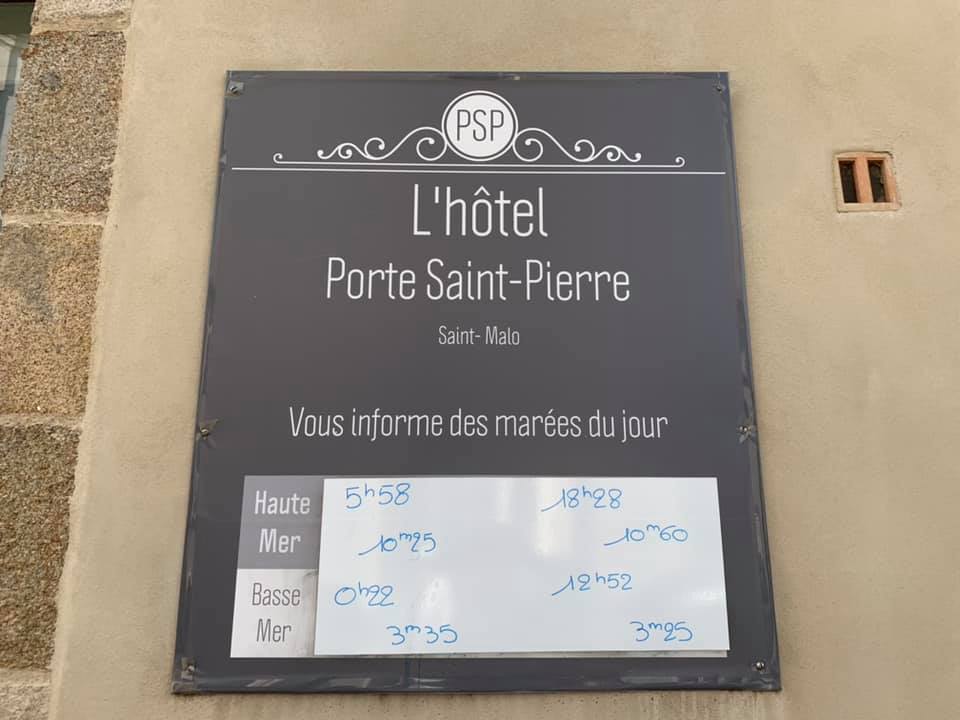 PSP
L'hôtel
Porte Saint-Pierre
Saint- Malo
Vous informe des marées du jour
Haute 5h58 18h28
Mer 10m25 10m60
Basse 0h22 12h52
Mer 3m35 3m25